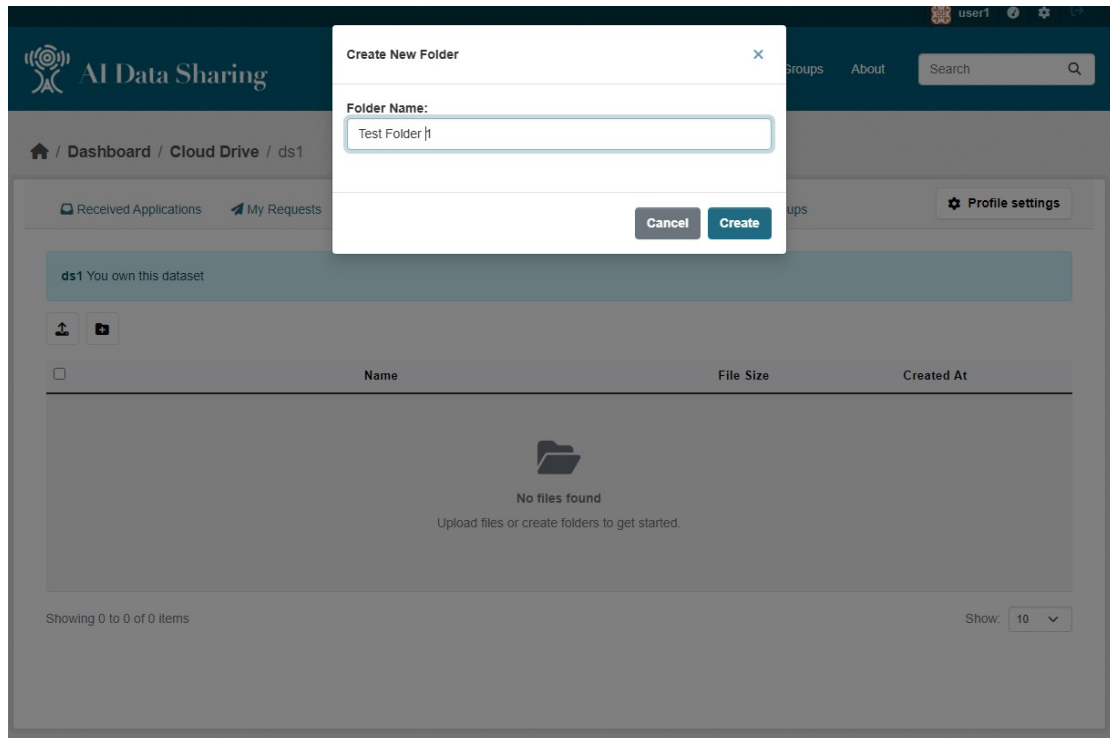 user1
AI Data Sharing
Create New Folder
×
Groups About Search
Folder Name:
Test Folder 1
/ Dashboard / Cloud Drive / ds1
Received Applications My Requests
ups
Profile settings
Cancel Create
ds1 You own this dataset
Name File Size Created At
No files found
Upload files or create folders to get started.
Showing 0 to 0 of 0 items
Show: 10